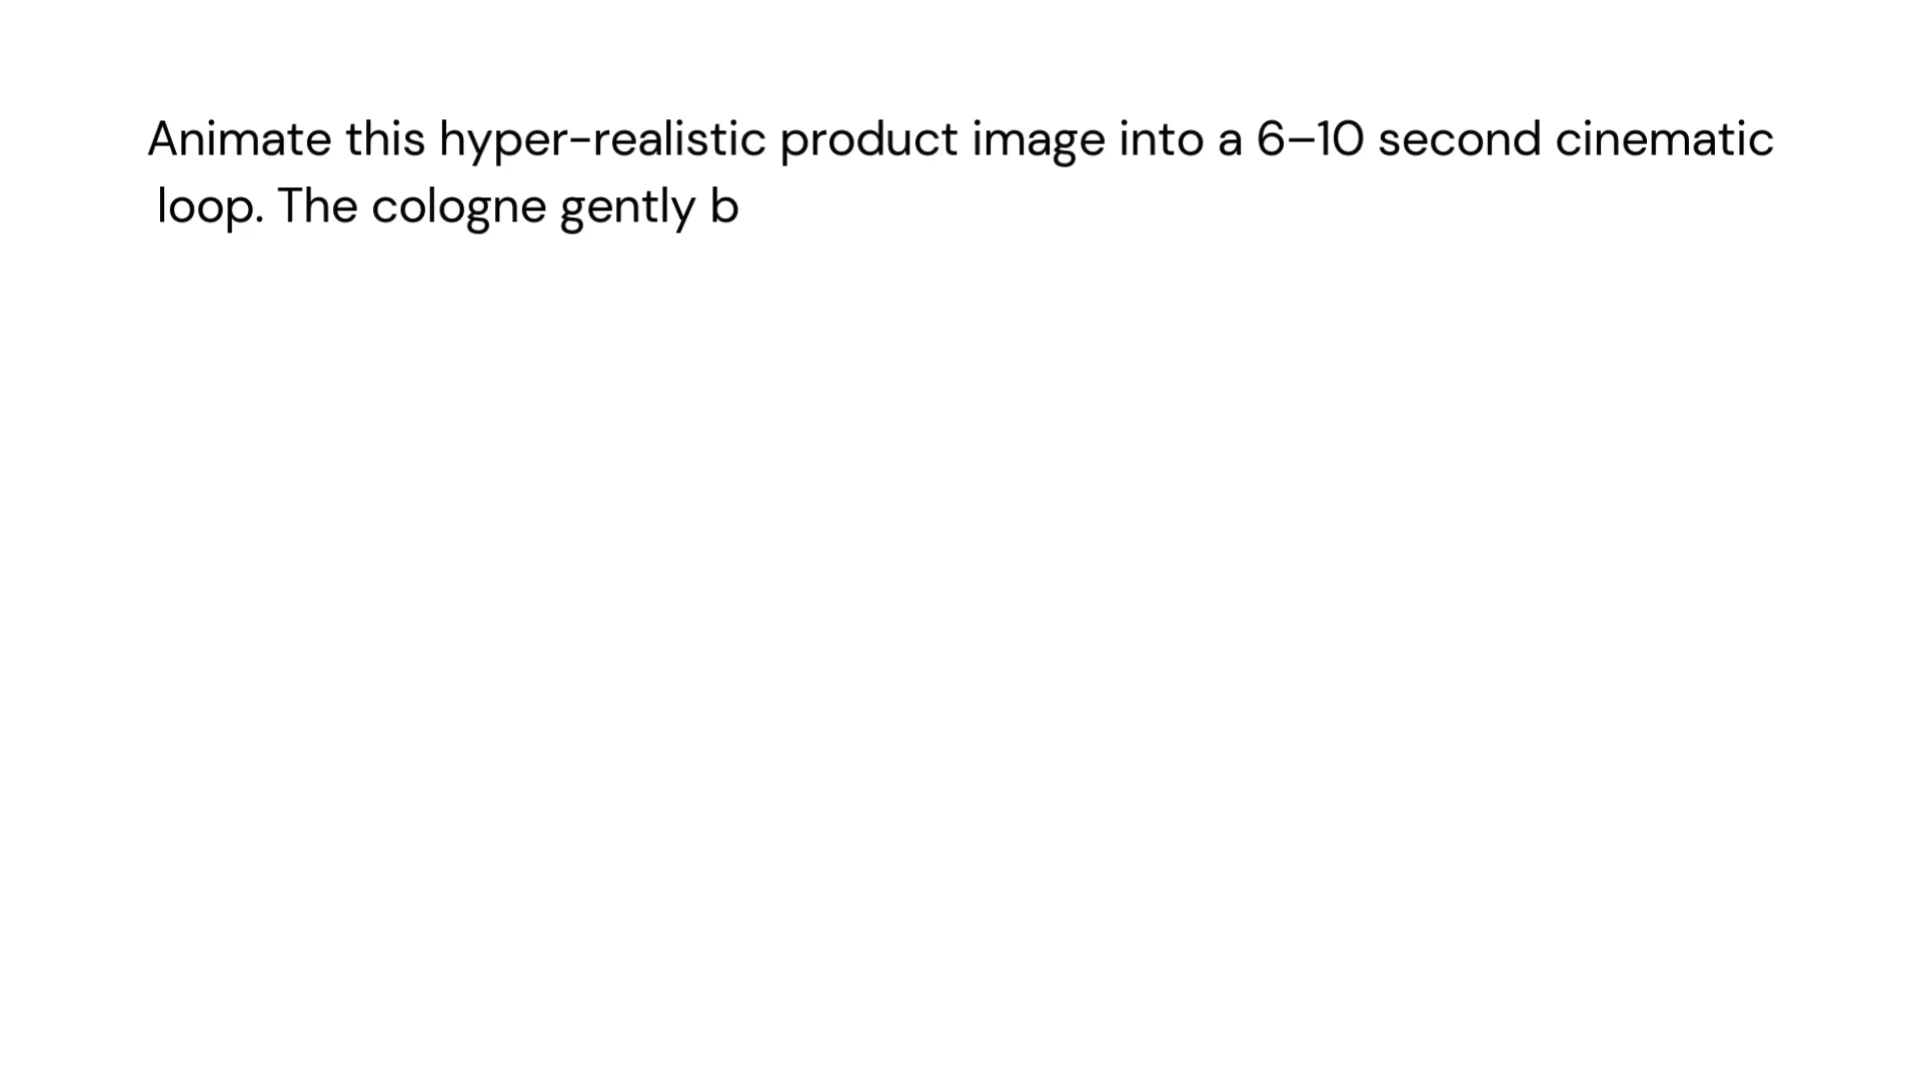 Animate this hyper-realistic product image into a 6–10 second cinematic
loop. The cologne gently b